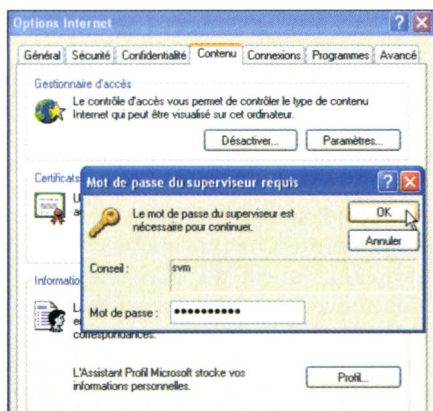 Options Internet
Général Sécurité Confidentialité Contenu Connexions Programmes Avancé
Gestionnaire d'accès
Le contrôle d'accès vous permet de contrôler le type de contenu
Internet qui peut être visualisé sur cet ordinateur.
Désactiver... Paramètres...
Certificats
Mot de passe du superviseur requis
Le mot de passe du superviseur est
nécessaire pour continuer.
OK
Annuler
Conseil : svm
Mot de passe : ••••••••••
Informatio
correspondances.
L'Assistant Profil Microsoft stocke vos
informations personnelles.
Profil...